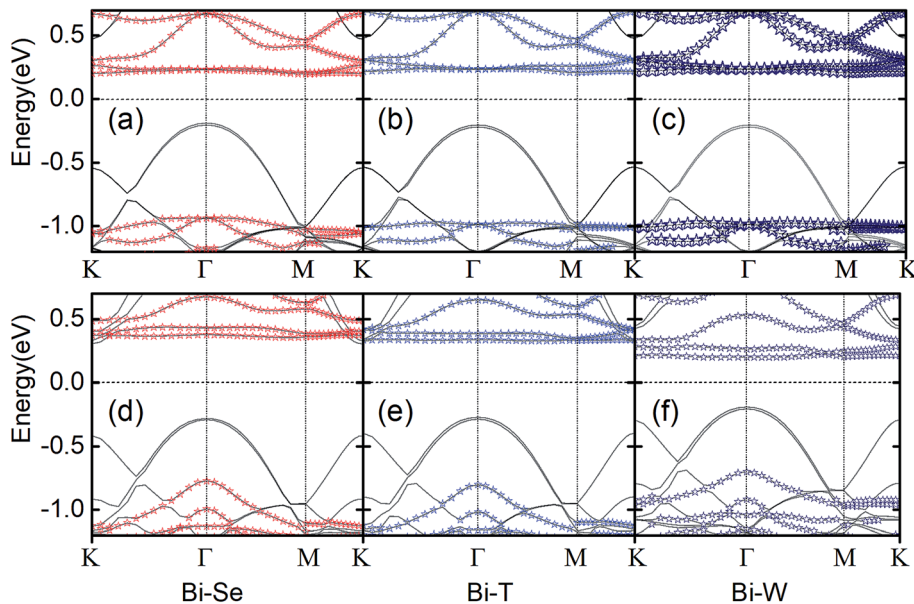 0.5
0.0
-0.5
-1.0
Energy(eV)
(a)
(b)
(c)
K Γ M K Γ M K Γ M K
0.5
0.0
-0.5
-1.0
Energy(eV)
(d)
(e)
(f)
K Γ M K Γ M K Γ M K
Bi-Se
Bi-T
Bi-W